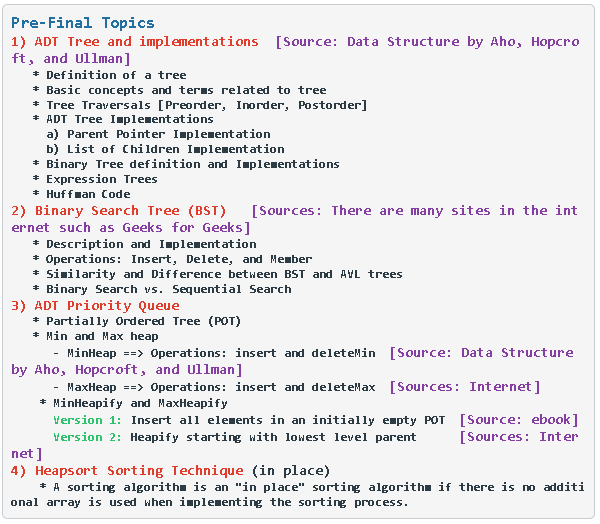 Pre-Final Topics
1) ADT Tree and implementations [Source: Data Structure by Aho, Hopcro
ft, and Ullman]
* Definition of a tree
* Basic concepts and terms related to tree
* Tree Traversals [Preorder, Inorder, Postorder]
* ADT Tree Implementations
a) Parent Pointer Implementation
b) List of Children Implementation
* Binary Tree definition and Implementations
* Expression Trees
* Huffman Code
2) Binary Search Tree (BST) [Sources: There are many sites in the int
ernet such as Geeks for Geeks]
* Description and Implementation
* Operations: Insert, Delete, and Member
* Similarity and Difference between BST and AVL trees
* Binary Search vs. Sequential Search
3) ADT Priority Queue
* Partially Ordered Tree (POT)
* Min and Max heap
- MinHeap ==> Operations: insert and deleteMin [Source: Data Structure
by Aho, Hopcroft, and Ullman]
- MaxHeap ==> Operations: insert and deleteMax [Sources: Internet]
* MinHeapify and MaxHeapify
Version 1: Insert all elements in an initially empty POT [Source: ebook]
Version 2: Heapify starting with lowest level parent [Sources: Inter
net]
4) Heapsort Sorting Technique (in place)
* A sorting algorithm is an "in place" sorting algorithm if there is no additi
onal array is used when implementing the sorting process.